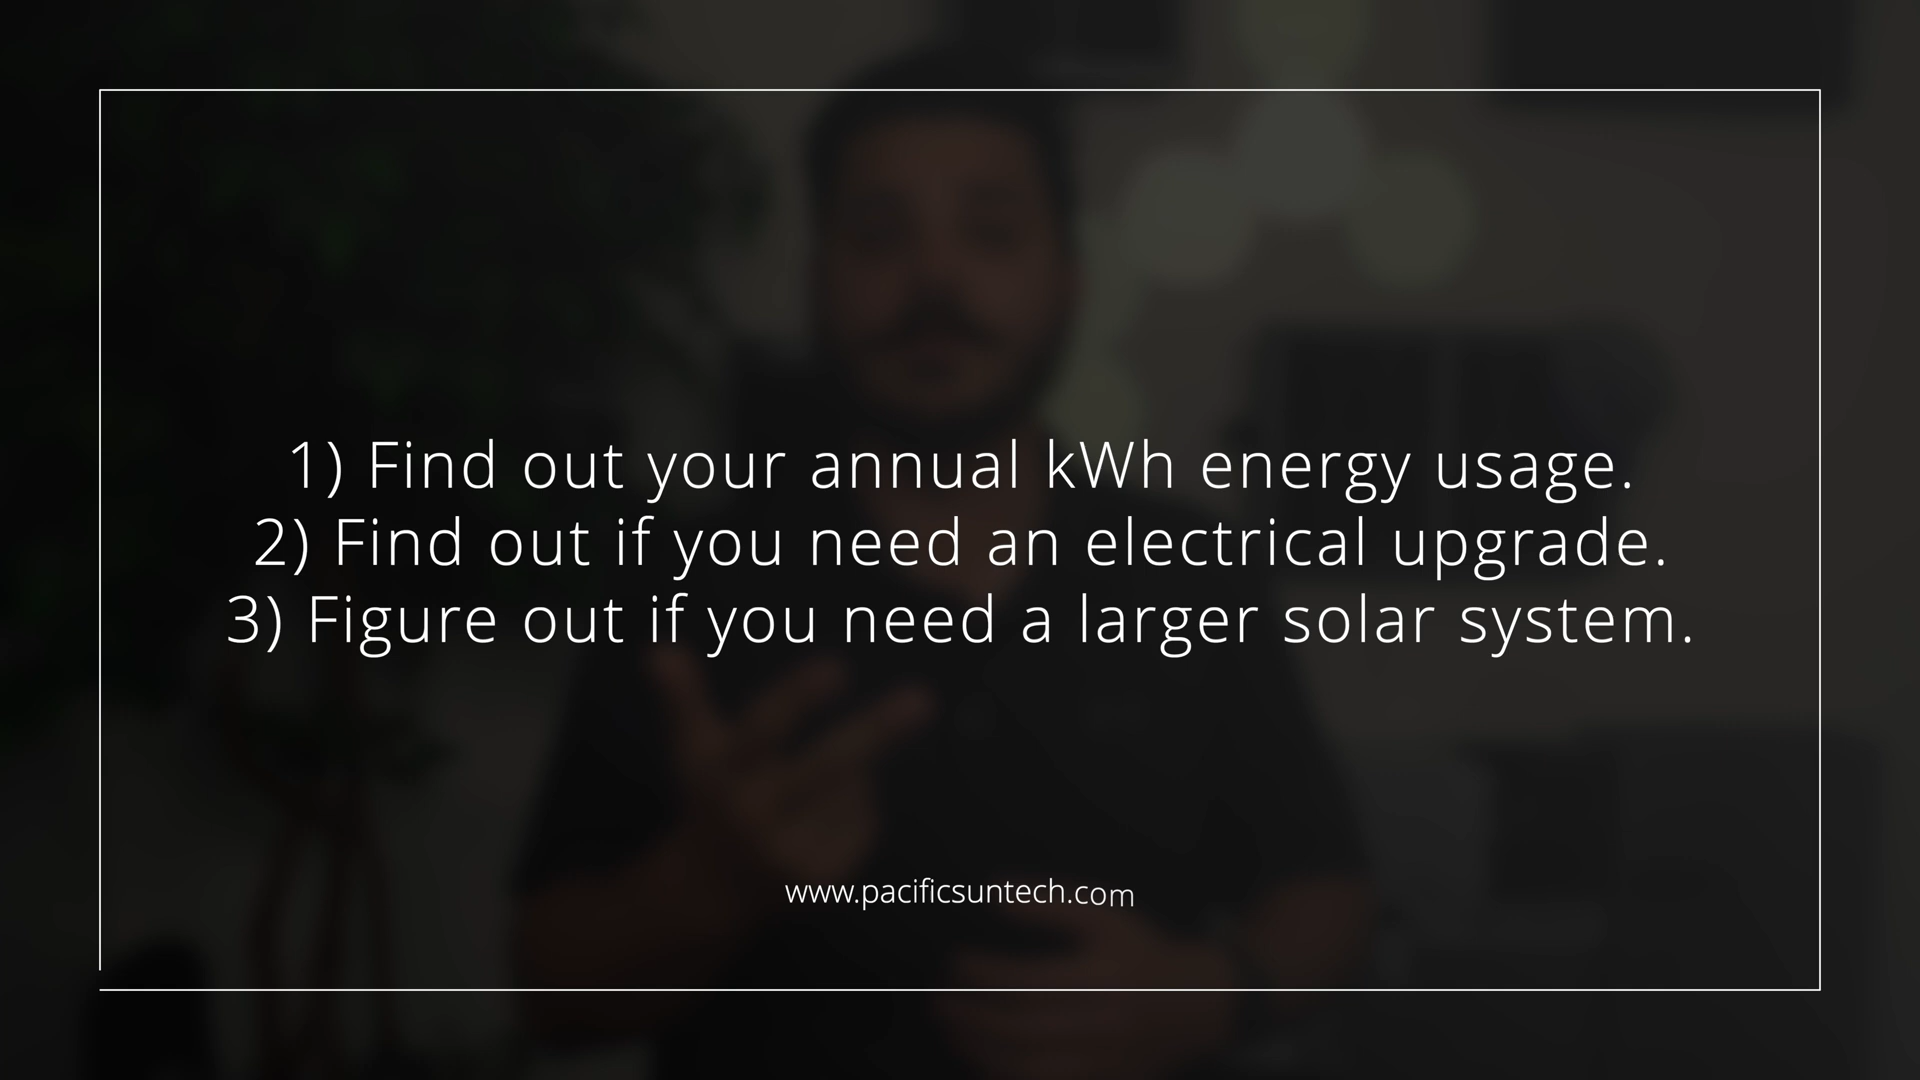 1) Find out your annual kWh energy usage.
2) Find out if you need an electrical upgrade.
3) Figure out if you need a larger solar system.
www.pacificsuntech.com